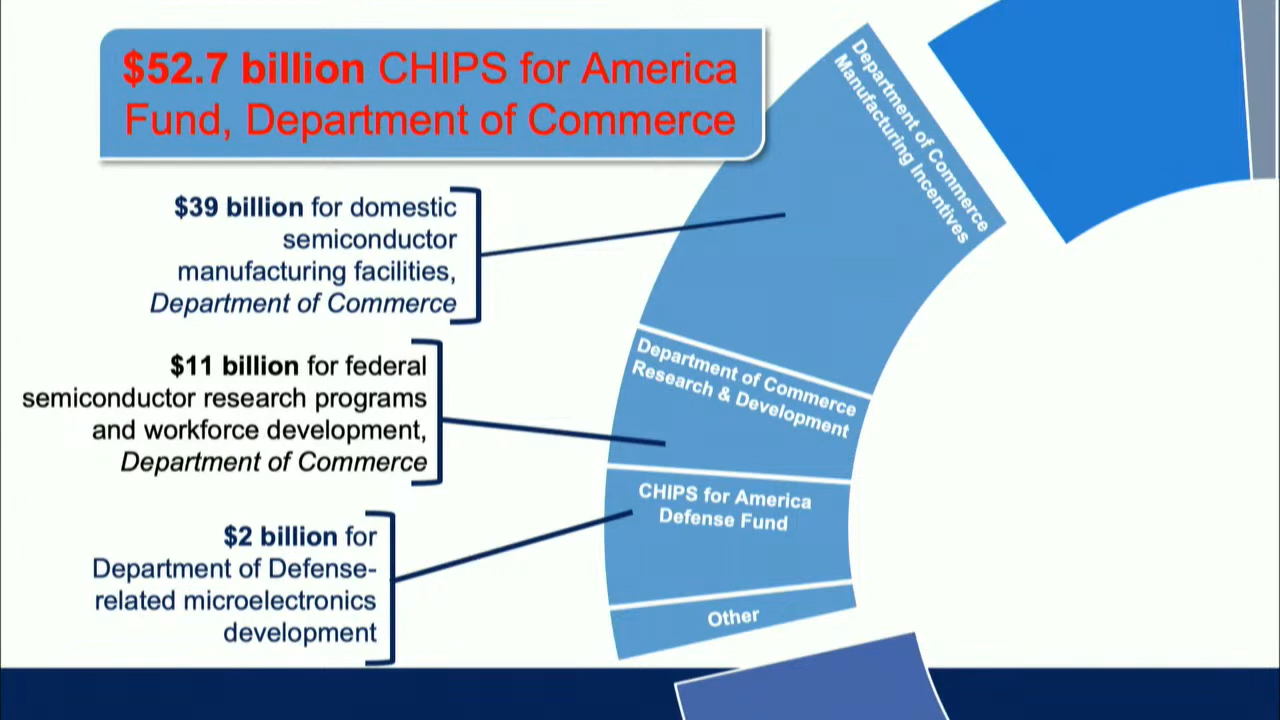 $52.7 billion CHIPS for America
Fund, Department of Commerce
$39 billion for domestic
semiconductor
manufacturing facilities,
Department of Commerce
$11 billion for federal
semiconductor research programs
and workforce development,
Department of Commerce
$2 billion for
Department of Defense-
related microelectronics
development
Department of Commerce
Manufacturing Incentives
Department of Commerce
Research & Development
CHIPS for America
Defense Fund
Other